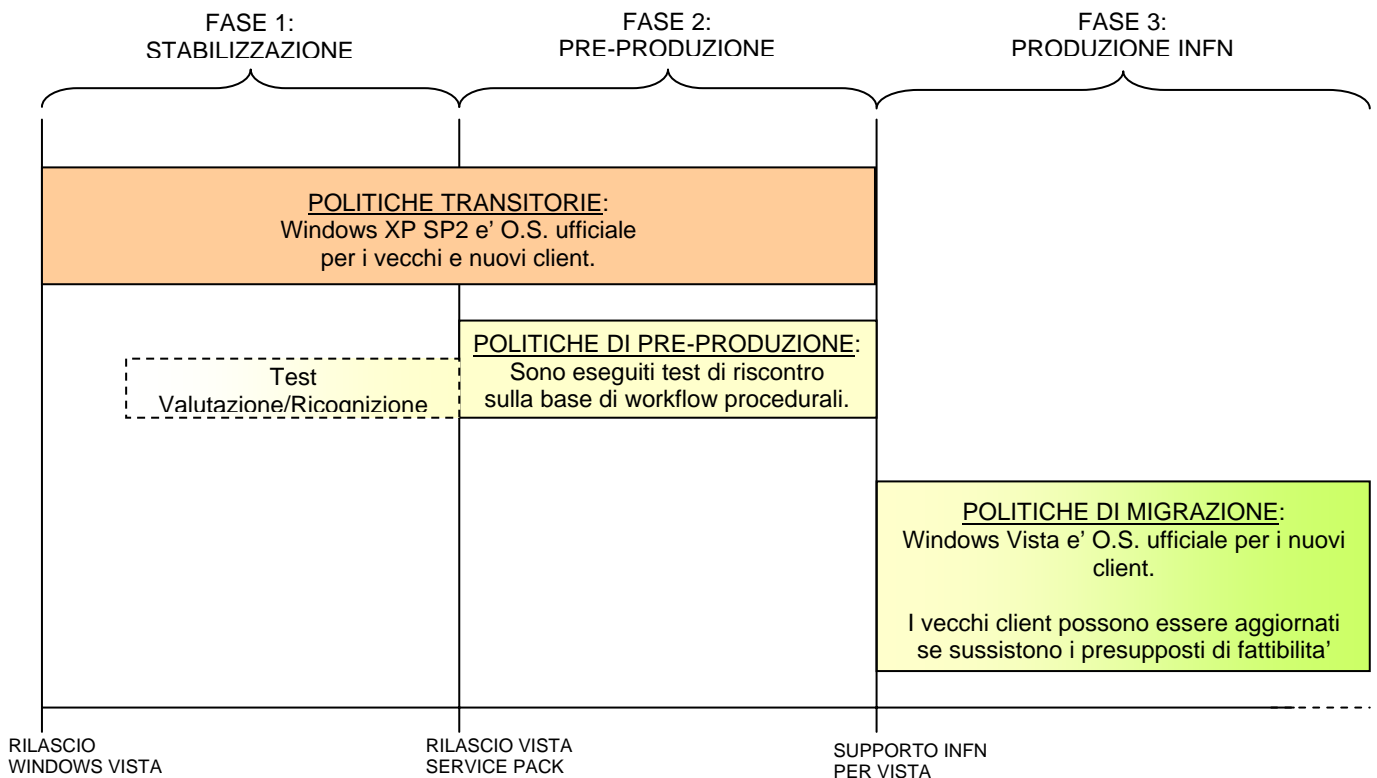 FASE 1:
STABILIZZAZIONE
FASE 2:
PRE-PRODUZIONE
FASE 3:
PRODUZIONE INFN
POLITICHE TRANSITORIE:
Windows XP SP2 e' O.S. ufficiale
per i vecchi e nuovi client.
Test
Valutazione/Ricognizione
POLITICHE DI PRE-PRODUZIONE:
Sono eseguiti test di riscontro
sulla base di workflow procedurali.
POLITICHE DI MIGRAZIONE:
Windows Vista e' O.S. ufficiale per i nuovi
client.
I vecchi client possono essere aggiornati
se sussistono i presupposti di fattibilita'
RILASCIO
WINDOWS VISTA
RILASCIO VISTA
SERVICE PACK
SUPPORTO INFN
PER VISTA